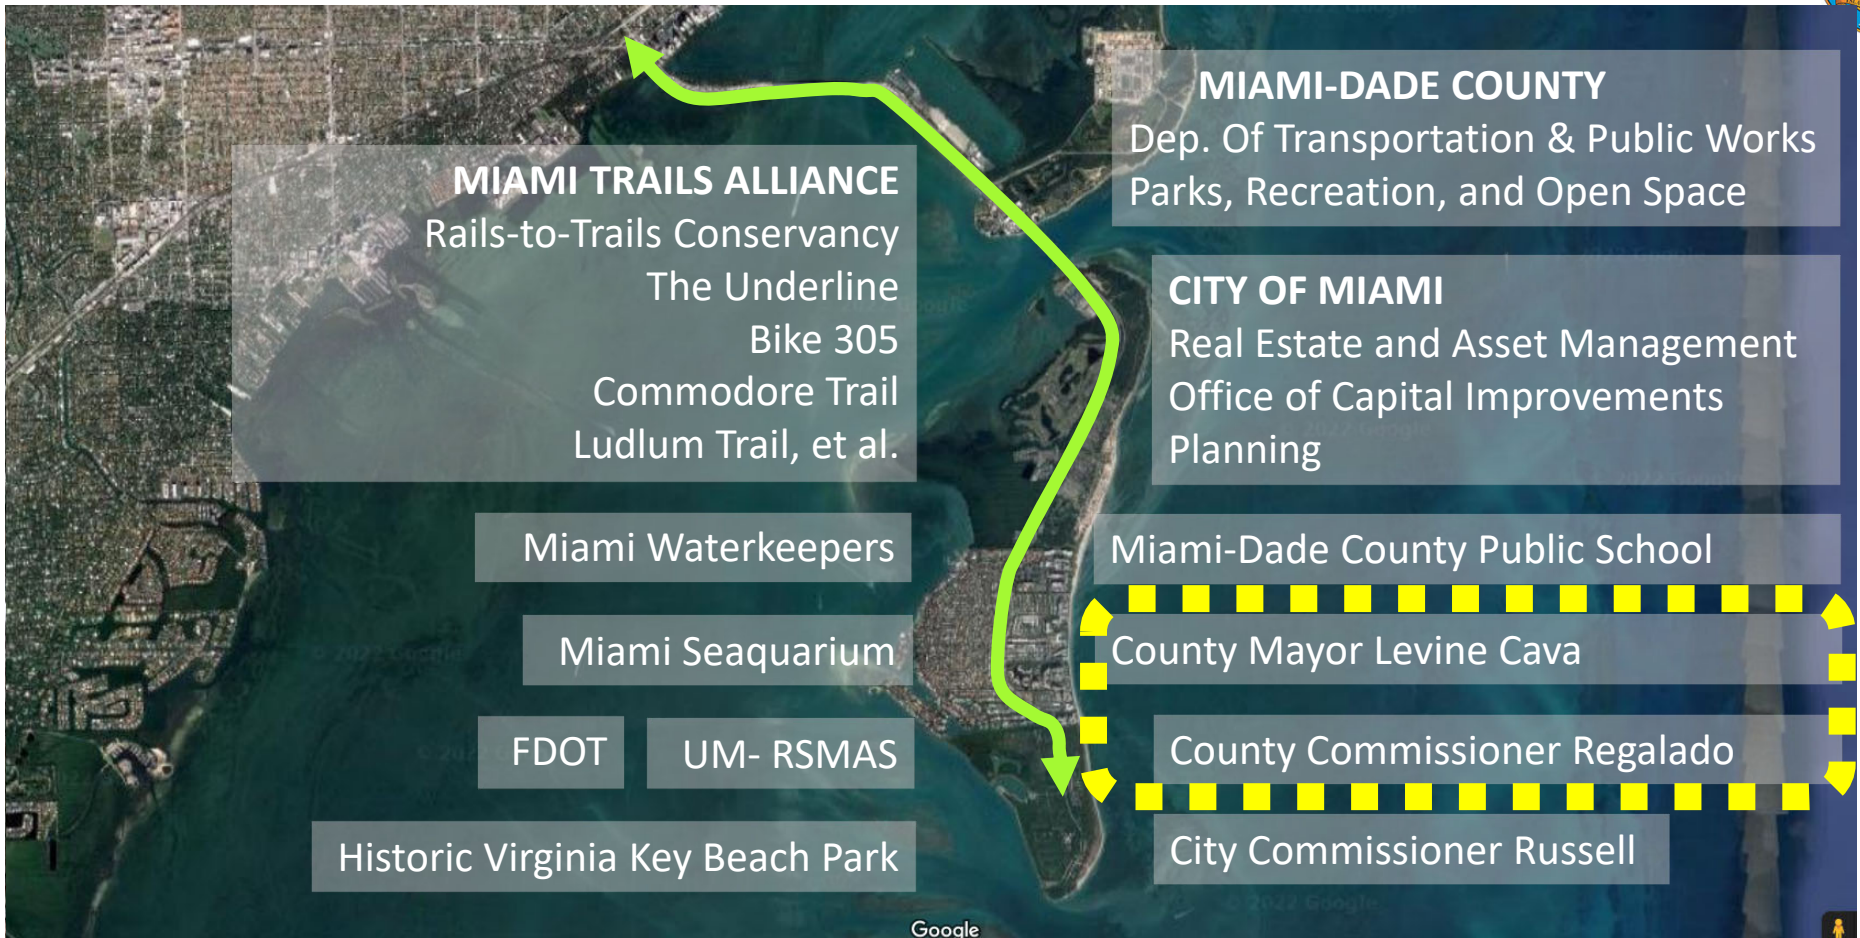 MIAMI TRAILS ALLIANCE
Rails-to-Trails Conservancy
The Underline
Bike 305
Commodore Trail
Ludlum Trail, et al.
Miami Waterkeepers
Miami Seaquarium
FDOT
UM- RSMAS
Historic Virginia Key Beach Park
MIAMI-DADE COUNTY
Dep. Of Transportation & Public Works
Parks, Recreation, and Open Space
CITY OF MIAMI
Real Estate and Asset Management
Office of Capital Improvements
Planning
Miami-Dade County Public School
County Mayor Levine Cava
County Commissioner Regalado
City Commissioner Russell
Google
© 2022 Google